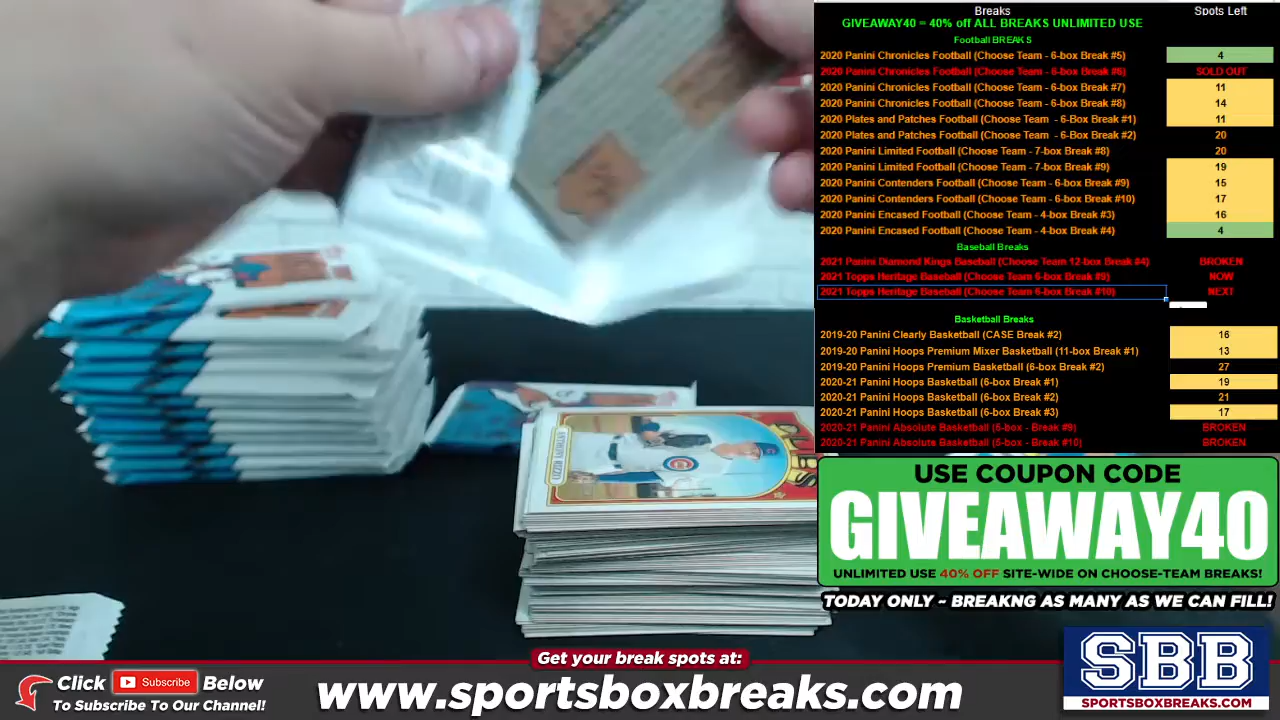 Breaks Spots Left
GIVEAWAY40 = 40% off ALL BREAKS UNLIMITED USE
Football BREAKS
2020 Panini Chronicles Football (Choose Team - 6-box Break #5) 4
2020 Panini Chronicles Football (Choose Team - 6-box Break #6) SOLD OUT
2020 Panini Chronicles Football (Choose Team - 6-box Break #7) 11
2020 Panini Chronicles Football (Choose Team - 6-box Break #8) 14
2020 Plates and Patches Football (Choose Team - 6-Box Break #1) 11
2020 Plates and Patches Football (Choose Team - 6-Box Break #2) 20
2020 Panini Limited Football (Choose Team - 7-box Break #8) 20
2020 Panini Limited Football (Choose Team - 7-box Break #9) 19
2020 Panini Contenders Football (Choose Team - 6-box Break #9) 15
2020 Panini Contenders Football (Choose Team - 6-box Break #10) 17
2020 Panini Encased Football (Choose Team - 4-box Break #3) 16
2020 Panini Encased Football (Choose Team - 4-box Break #4) 4
Baseball Breaks
2021 Panini Diamond Kings Baseball (Choose Team 12-box Break #4) BROKEN
2021 Topps Heritage Baseball (Choose Team 6-box Break #9) NOW
2021 Topps Heritage Baseball (Choose Team 6-box Break #10) NEXT
Basketball Breaks
2019-20 Panini Clearly Basketball (CASE Break #2) 16
2019-20 Panini Hoops Premium Mixer Basketball (11-box Break #1) 13
2019-20 Panini Hoops Premium Basketball (6-box Break #2) 27
2020-21 Panini Hoops Basketball (6-box Break #1) 19
2020-21 Panini Hoops Basketball (6-box Break #2) 21
2020-21 Panini Hoops Basketball (6-box Break #3) 17
2020-21 Panini Absolute Basketball (5-box - Break #9) BROKEN
2020-21 Panini Absolute Basketball (5-box - Break #10) BROKEN
USE COUPON CODE
GIVEAWAY40
UNLIMITED USE 40% OFF SITE-WIDE ON CHOOSE-TEAM BREAKS!
TODAY ONLY ~ BREAKNG AS MANY AS WE CAN FILL!
Get your break spots at:
Click Subscribe Below
To Subscribe To Our Channel!
www.sportsboxbreaks.com
SBB
SPORTSBOXBREAKS.COM